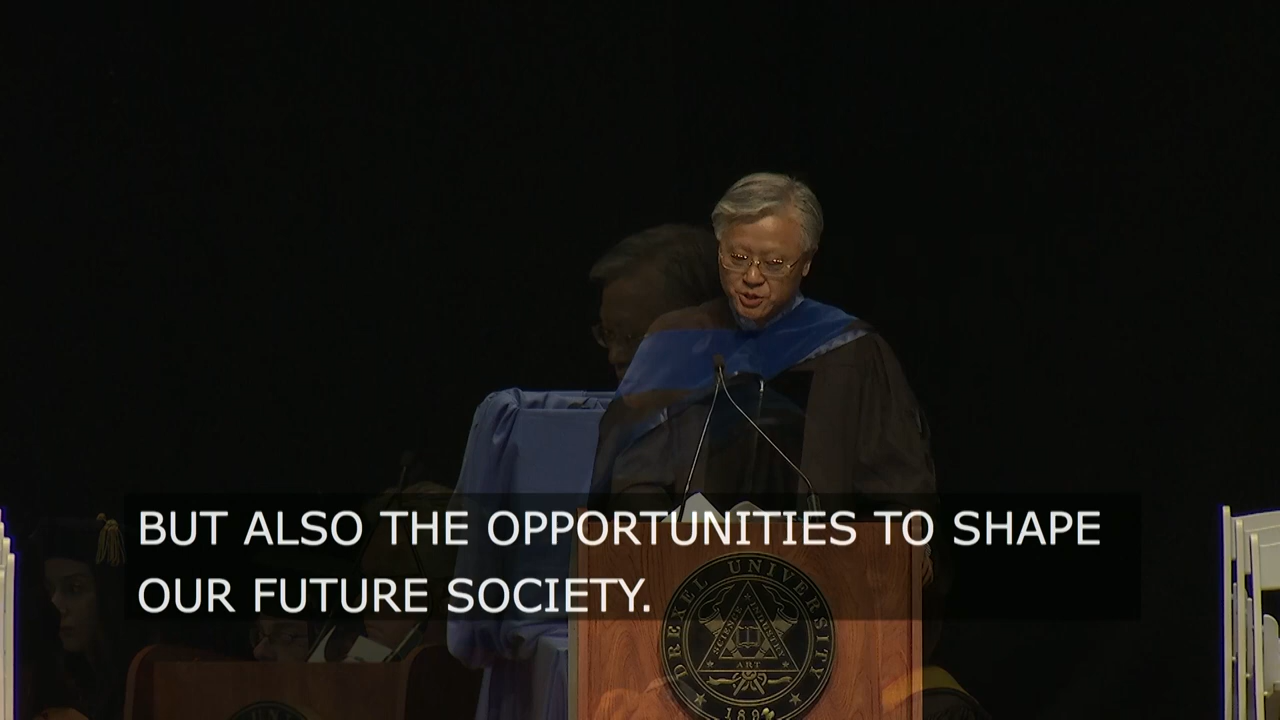 BUT ALSO THE OPPORTUNITIES TO SHAPE
OUR FUTURE SOCIETY.
DREXEL UNIVERSITY
SCIENCE
INDUSTRY
ART